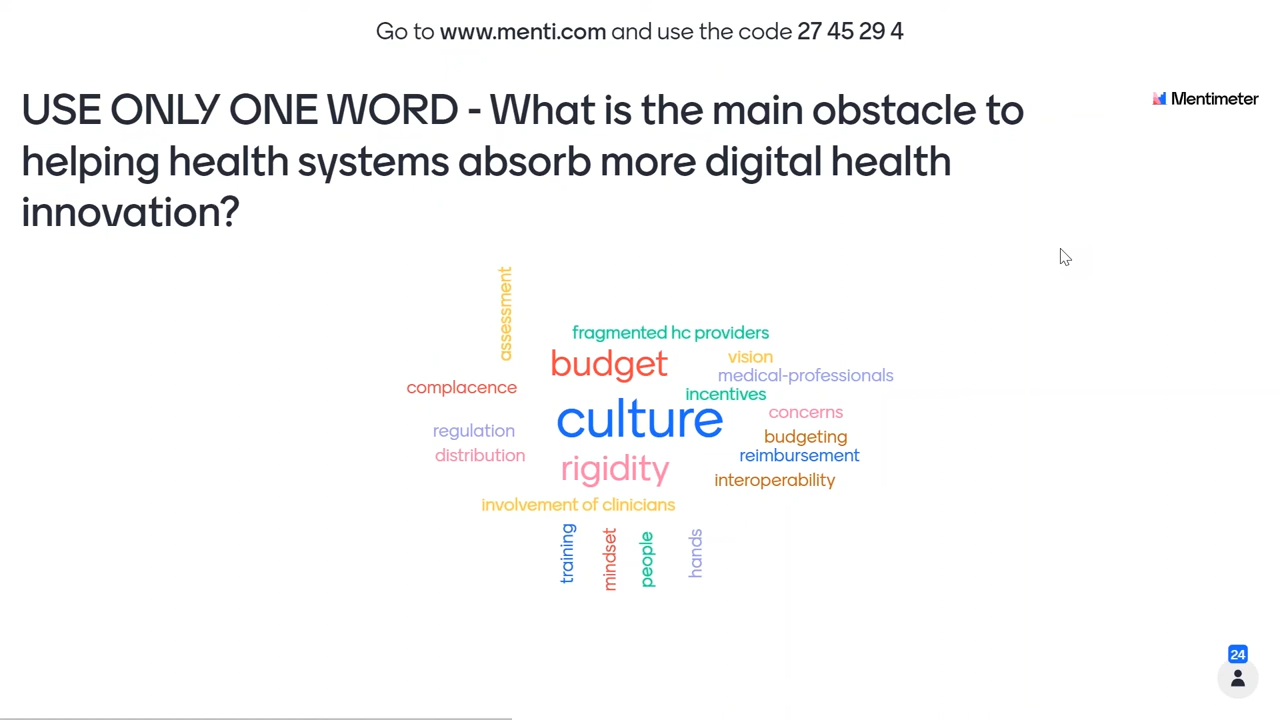 Go to www.menti.com and use the code 27 45 29 4
USE ONLY ONE WORD - What is the main obstacle to
helping health systems absorb more digital health
innovation?
Mentimeter
assessment
fragmented hc providers
budget
vision
medical-professionals
complacence
incentives
culture
concerns
regulation
budgeting
distribution
reimbursement
rigidity
interoperability
involvement of clinicians
training
mindset
people
hands
24